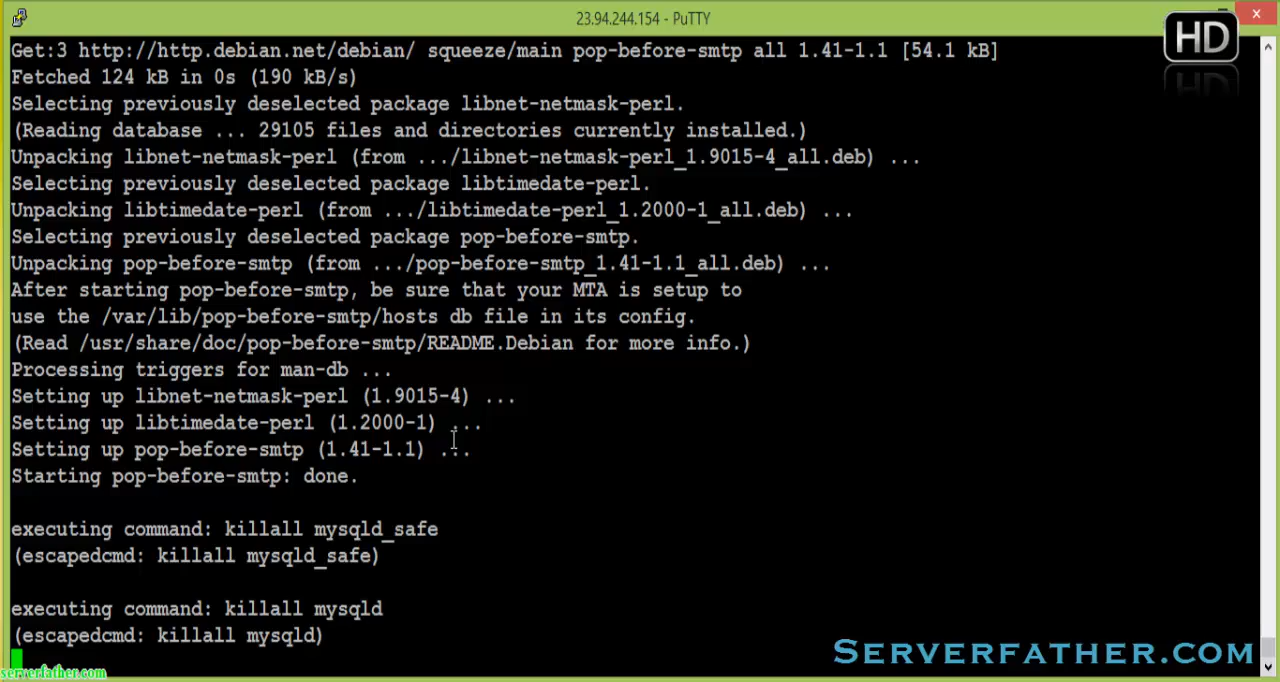 23.94.244.154 - PuTTY
Get:3 http://http.debian.net/debian/ squeeze/main pop-before-smtp all 1.41-1.1 [54.1 kB]
Fetched 124 kB in 0s (190 kB/s)
Selecting previously deselected package libnet-netmask-perl.
(Reading database ... 29105 files and directories currently installed.)
Unpacking libnet-netmask-perl (from .../libnet-netmask-perl_1.9015-4_all.deb) ...
Selecting previously deselected package libtimedate-perl.
Unpacking libtimedate-perl (from .../libtimedate-perl_1.2000-1_all.deb) ...
Selecting previously deselected package pop-before-smtp.
Unpacking pop-before-smtp (from .../pop-before-smtp_1.41-1.1_all.deb) ...
After starting pop-before-smtp, be sure that your MTA is setup to
use the /var/lib/pop-before-smtp/hosts db file in its config.
(Read /usr/share/doc/pop-before-smtp/README.Debian for more info.)
Processing triggers for man-db ...
Setting up libnet-netmask-perl (1.9015-4) ...
Setting up libtimedate-perl (1.2000-1) ...
Setting up pop-before-smtp (1.41-1.1) ...
Starting pop-before-smtp: done.
executing command: killall mysqld_safe
(escapedcmd: killall mysqld_safe)
executing command: killall mysqld
(escapedcmd: killall mysqld)
HD
SERVERFATHER.COM
serverfather.com